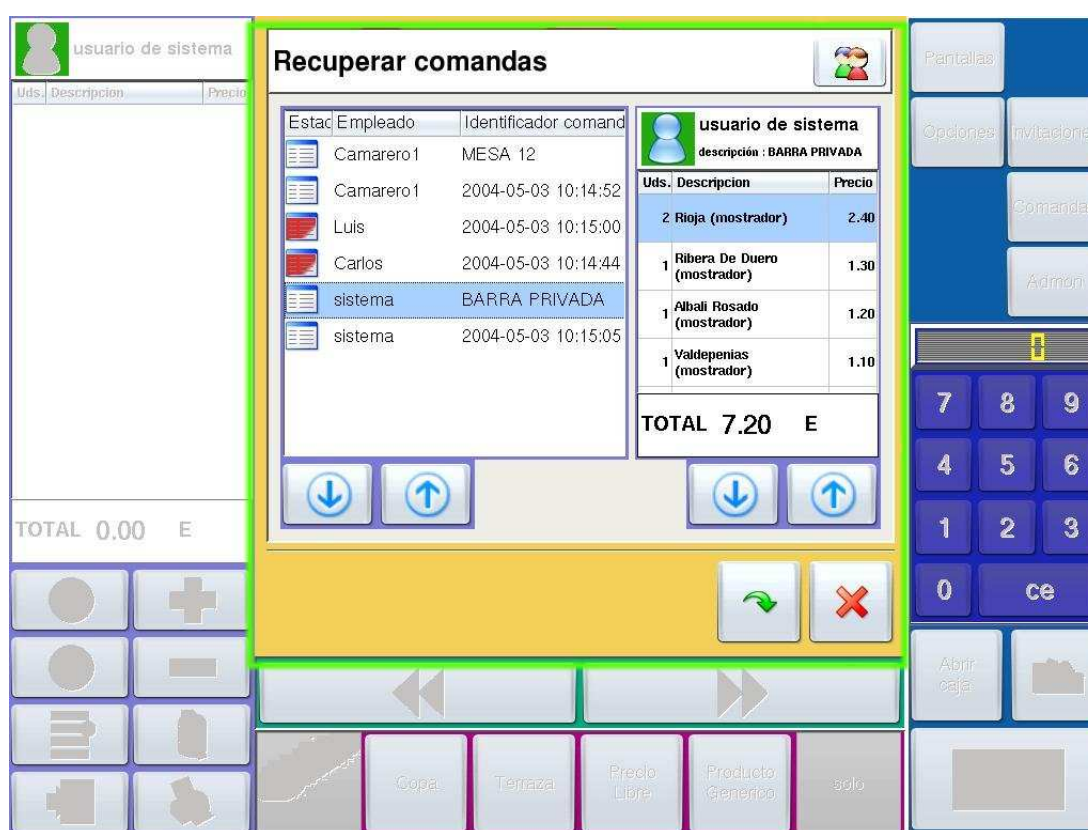 usuario de sistema
Uds. Descripcion Precio
TOTAL 0.00 E
Recuperar comandas
Estac Empleado Identificador comand
Camarero1 MESA 12
Camarero1 2004-05-03 10:14:52
Luis 2004-05-03 10:15:00
Carlos 2004-05-03 10:14:44
sistema BARRA PRIVADA
sistema 2004-05-03 10:15:05
usuario de sistema
descripción : BARRA PRIVADA
Uds. Descripcion Precio
2 Rioja (mostrador) 2.40
1 Ribera De Duero
(mostrador) 1.30
1 Albali Rosado
(mostrador) 1.20
1 Valdepenias
(mostrador) 1.10
TOTAL 7.20 E
Pantallas
Opciones Invitacione
Comanda
Admon
0
7 8 9
4 5 6
1 2 3
0 ce
Abrir
caja
Copa
Terraza
Precio
Libre
Producto
Generico
solo